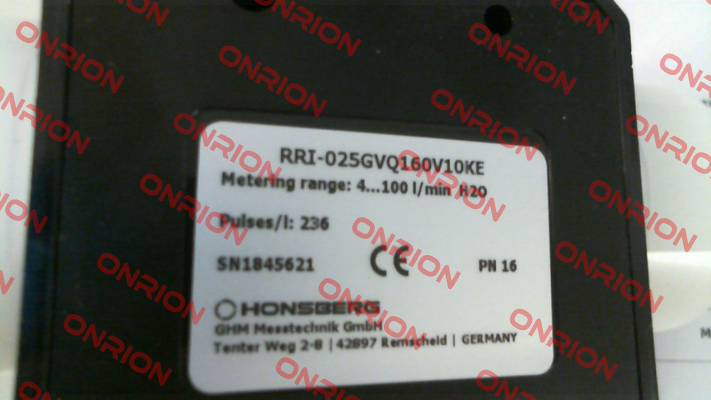 RRI-025GVQ160V10KE
Metering range: 4...100 l/min H2O
Pulses/l: 236
SN1845621 CE PN 16
HONSBERG
GHM Messtechnik GmbH
Tenter Weg 2-8 | 42897 Remscheid | GERMANY
ONRION